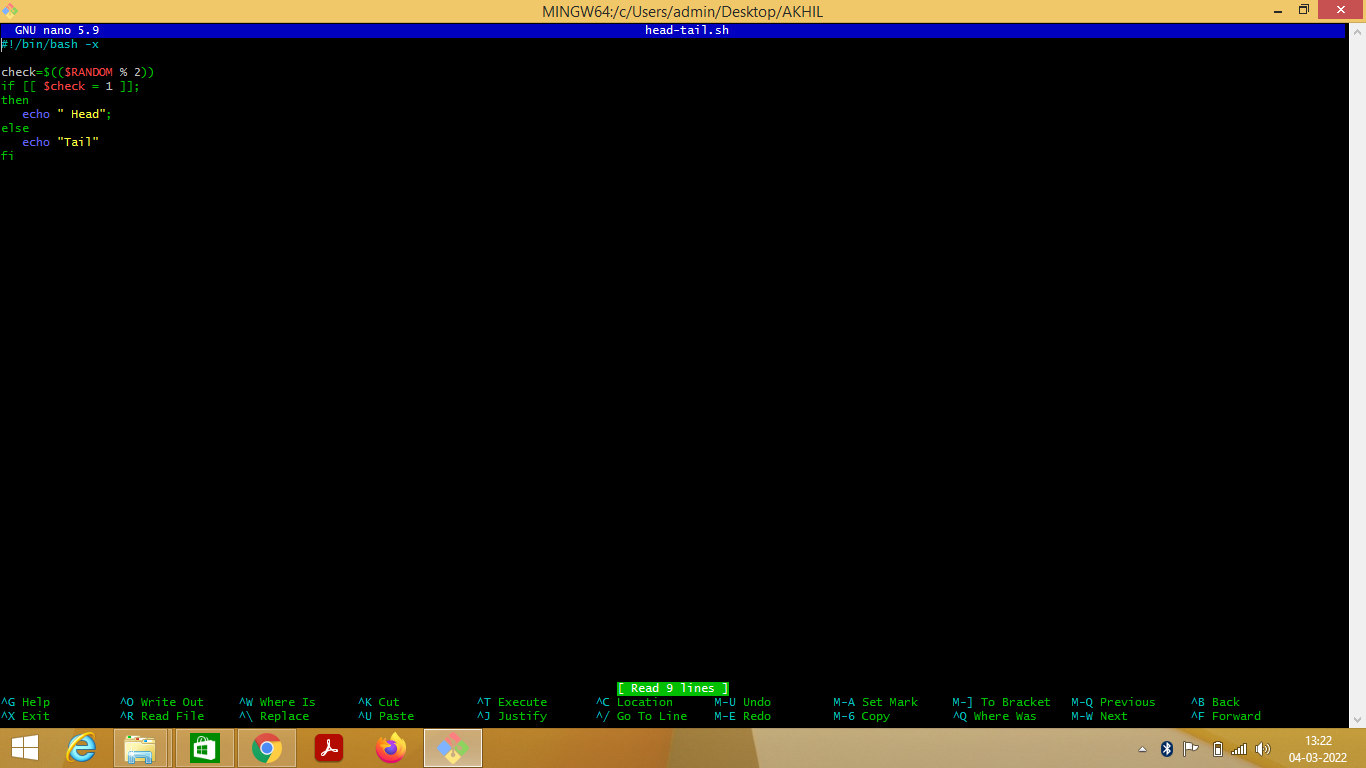 MINGW64:/c/Users/admin/Desktop/AKHIL
GNU nano 5.9 head-tail.sh
#!/bin/bash -x
check=$(($RANDOM % 2))
if [[ $check = 1 ]];
then
echo " Head";
else
echo "Tail"
fi
[ Read 9 lines ]
^G Help ^O Write Out ^W Where Is ^K Cut ^T Execute ^C Location M-U Undo M-A Set Mark M-] To Bracket M-Q Previous ^B Back
^X Exit ^R Read File ^\ Replace ^U Paste ^J Justify ^/ Go To Line M-E Redo M-6 Copy ^Q Where Was M-W Next ^F Forward
13:22
04-03-2022